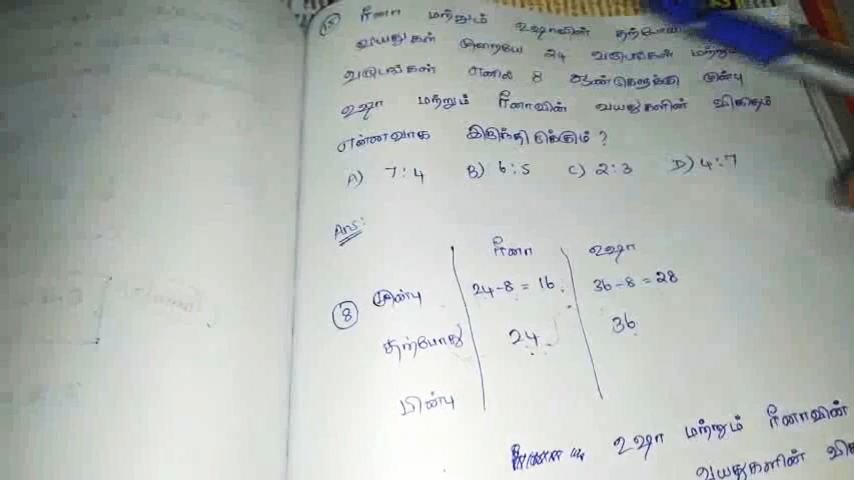 15) ரீனா மற்றும் உஷாவின்
வயதுகள் முறையே 24 வருடங்கள் மற்றும்
வருடங்கள் எனில் 8 ஆண்டுகளுக்கு முன்பு
உஷா மற்றும் ரீனாவின் வயதுகளின் விகிதம்
என்னவாக இருந்திருக்கும் ?
A) 7:4 B) 6:5 C) 2:3 D) 4:7
Ans:
ரீனா உஷா
8 முன்பு 24-8 = 16 36-8 = 28
தற்போது 24 36
பின்பு
உஷா மற்றும் ரீனாவின்
வயதுகளின்